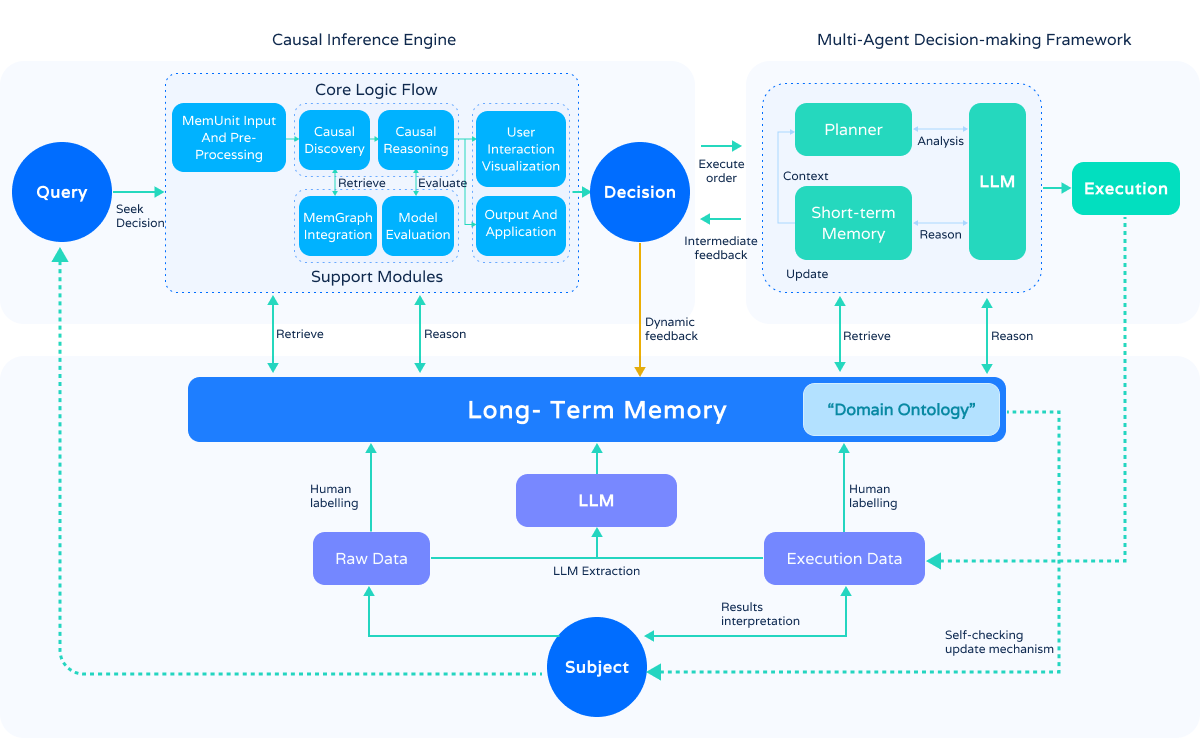 Causal Inference Engine
Multi-Agent Decision-making Framework
Core Logic Flow
MemUnit Input
And Pre-
Processing
Causal
Discovery
Causal
Reasoning
User
Interaction
Visualization
Retrieve
Evaluate
MemGraph
Integration
Model
Evaluation
Output And
Application
Support Modules
Query
Seek
Decision
Decision
Execute
order
Intermediate
feedback
Planner
Analysis
LLM
Context
Short-term
Memory
Reason
Update
Execution
Retrieve
Reason
Dynamic
feedback
Retrieve
Reason
Long- Term Memory
“Domain Ontology”
Human
labelling
LLM
Human
labelling
Raw Data
Execution Data
LLM Extraction
Results
interpretation
Subject
Self-checking
update mechanism